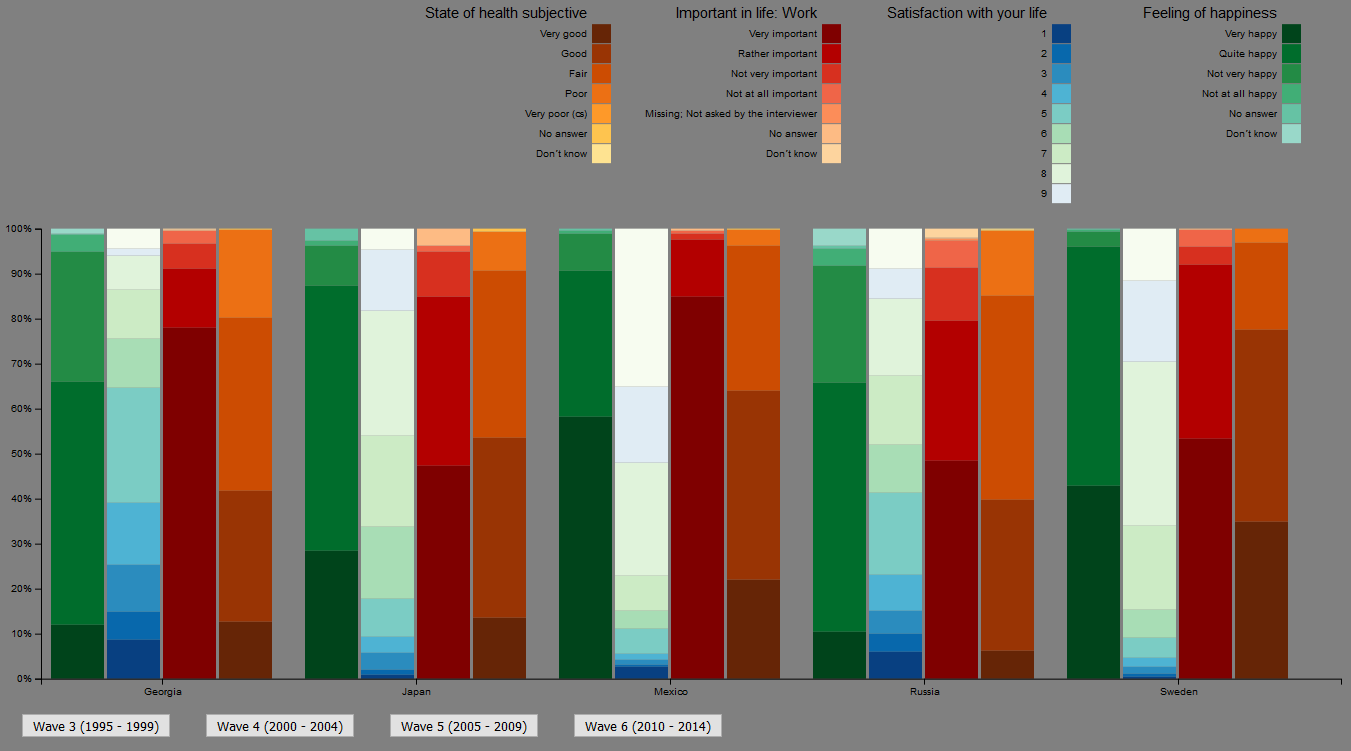 State of health subjective
Very good
Good
Fair
Poor
Very poor (cs)
No answer
Don't know
Important in life: Work
Very important
Rather important
Not very important
Not at all important
Missing; Not asked by the interviewer
No answer
Don't know
Satisfaction with your life
1
2
3
4
5
6
7
8
9
Feeling of happiness
Very happy
Quite happy
Not very happy
Not at all happy
No answer
Don't know
100%
90%
80%
70%
60%
50%
40%
30%
20%
10%
0%
Georgia Japan Mexico Russia Sweden
Wave 3 (1995 - 1999) Wave 4 (2000 - 2004) Wave 5 (2005 - 2009) Wave 6 (2010 - 2014)